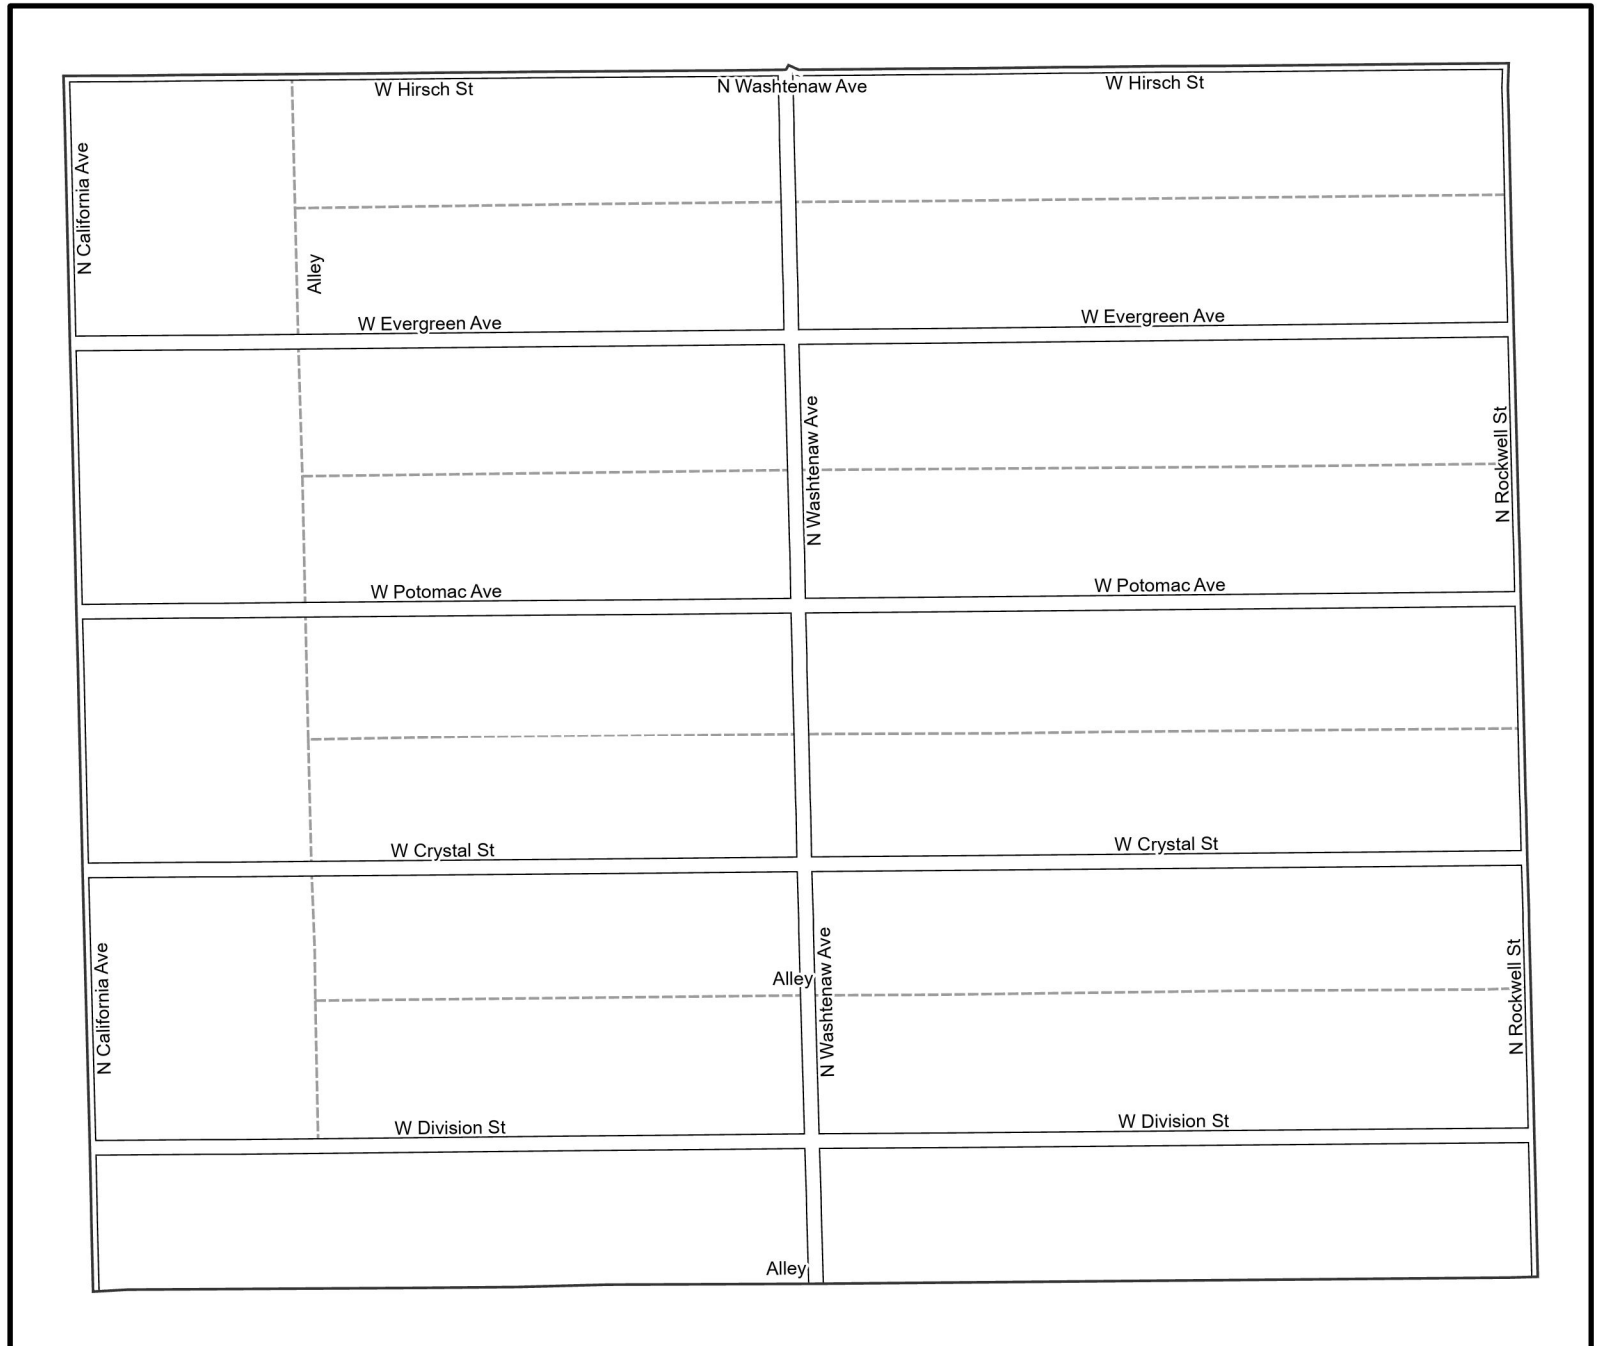 W Hirsch St
N Washtenaw Ave
W Hirsch St
N California Ave
Alley
W Evergreen Ave
W Evergreen Ave
N Washtenaw Ave
N Rockwell St
W Potomac Ave
W Potomac Ave
W Crystal St
W Crystal St
N California Ave
Alley
N Washtenaw Ave
N Rockwell St
W Division St
W Division St
Alley